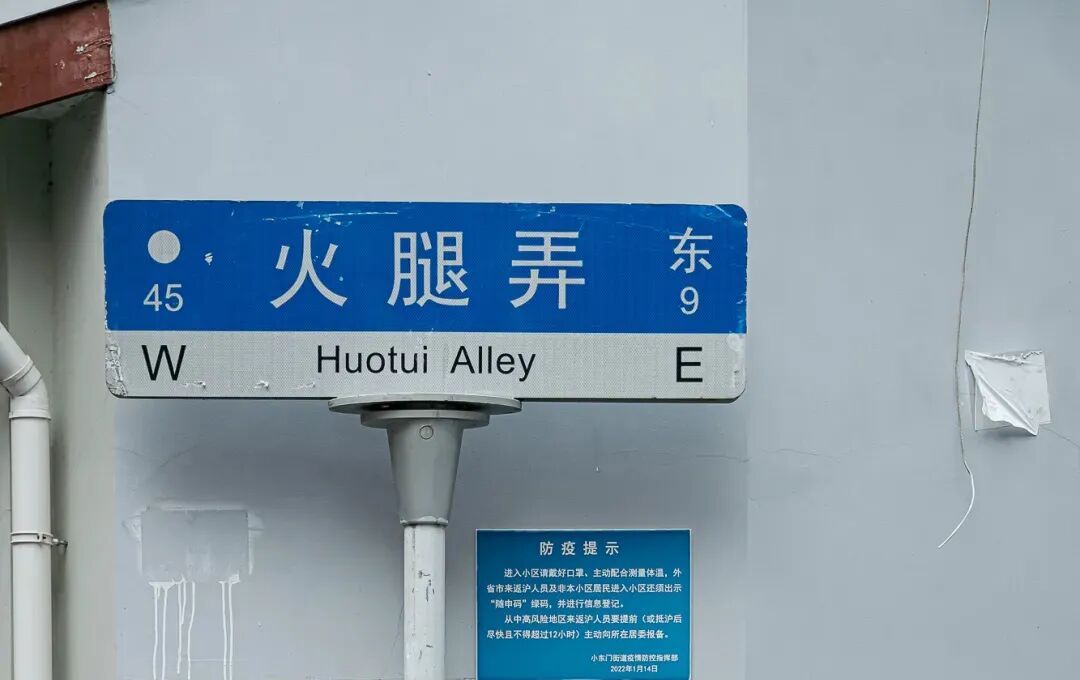 火腿弄
东
45
9
W
Huotui Alley
E
防疫提示
进入小区请戴好口罩、主动配合测量体温，外
省市来返沪人员及非本小区居民进入小区还须出示
“随申码”绿码，并进行信息登记。
从中高风险地区来返沪人员要提前（或抵沪后
尽快且不得超过12小时）主动向所在居委报备。
小东门街道疫情防控指挥部
2022年1月14日